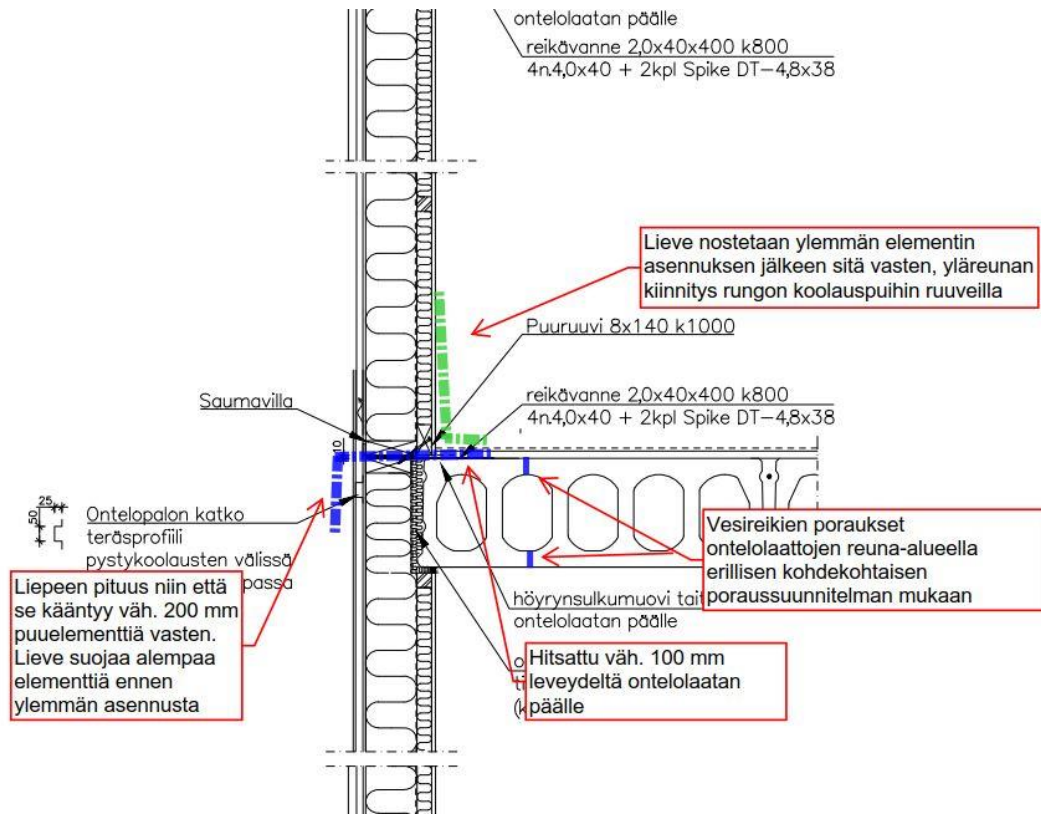 ontelolaatan päälle
reikävanne 2,0x40x400 k800
4n.4,0x40 + 2kpl Spike DT-4,8x38
Lieve nostetaan ylemmän elementin
asennuksen jälkeen sitä vasten, yläreunan
kiinnitys rungon koolauspuihin ruuveilla
Puuruuvi 8x140 k1000
reikävanne 2,0x40x400 k800
4n.4,0x40 + 2kpl Spike DT-4,8x38
Saumavilla
10
25
50
Ontelopalon katko
teräsprofiili
pystykoolausten välissä
Liepeen pituus niin että
se kääntyy väh. 200 mm
puuelementtiä vasten.
Lieve suojaa alempaa
elementtiä ennen
ylemmän asennusta
Vesireikien poraukset
ontelolaattojen reuna-alueella
erillisen kohdekohtaisen
poraussuunnitelman mukaan
höyrynsulkumuovi
ontelolaatan päälle
Hitsattu väh. 100 mm
leveydeltä ontelolaatan
päälle